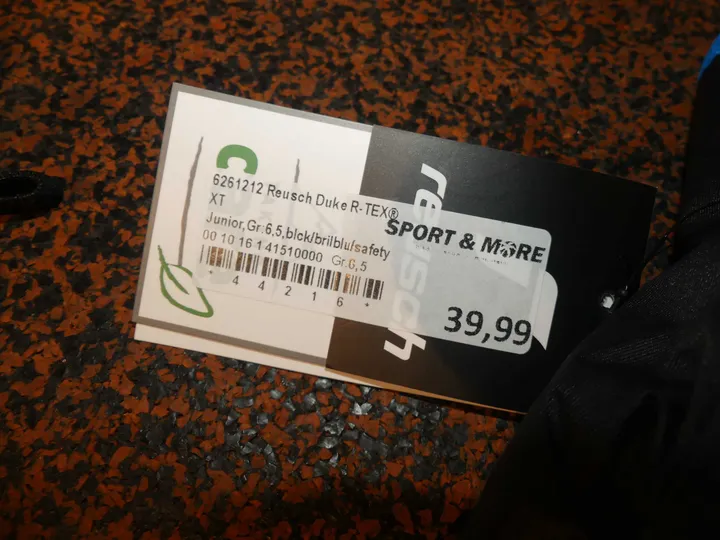 6261212 Reusch Duke R-TEX®
XT
Junior,Gr:6,5,blck/brilblu/safety
00 10 16 1 41510000 Gr:6,5
* 4 4 2 1 6 *
SPORT & MORE
39,99
reusch